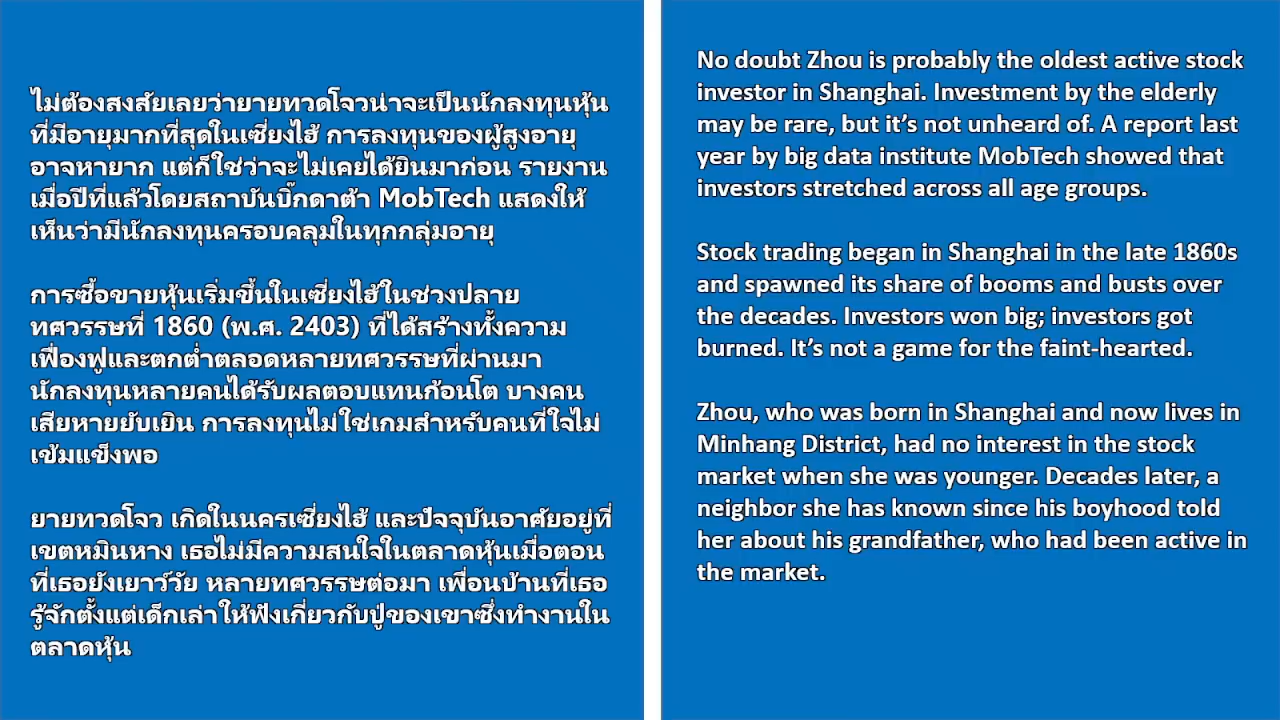 ไม่ต้องสงสัยเลยว่ายายทวดโจวน่าจะเป็นนักลงทุนหุ้น
ที่มีอายุมากที่สุดในเซี่ยงไฮ้ การลงทุนของผู้สูงอายุ
อาจหายาก แต่ก็ใช่ว่าจะไม่เคยได้ยินมาก่อน รายงาน
เมื่อปีที่แล้วโดยสถาบันบิ๊กดาต้า MobTech แสดงให้
เห็นว่ามีนักลงทุนครอบคลุมในทุกกลุ่มอายุ
การซื้อขายหุ้นเริ่มขึ้นในเซี่ยงไฮ้ในช่วงปลาย
ทศวรรษที่ 1860 (พ.ศ. 2403) ที่ได้สร้างทั้งความ
เฟื่องฟูและตกต่ำตลอดหลายทศวรรษที่ผ่านมา
นักลงทุนหลายคนได้รับผลตอบแทนก้อนโต บางคน
เสียหายยับเยิน การลงทุนไม่ใช่เกมสำหรับคนที่ใจไม่
เข้มแข็งพอ
ยายทวดโจว เกิดในนครเซี่ยงไฮ้ และปัจจุบันอาศัยอยู่ที่
เขตหมินหาง เธอไม่มีความสนใจในตลาดหุ้นเมื่อตอน
ที่เธอยังเยาว์วัย หลายทศวรรษต่อมา เพื่อนบ้านที่เธอ
รู้จักตั้งแต่เด็กเล่าให้ฟังเกี่ยวกับปู่ของเขาซึ่งทำงานใน
ตลาดหุ้น
No doubt Zhou is probably the oldest active stock
investor in Shanghai. Investment by the elderly
may be rare, but it’s not unheard of. A report last
year by big data institute MobTech showed that
investors stretched across all age groups.
Stock trading began in Shanghai in the late 1860s
and spawned its share of booms and busts over
the decades. Investors won big; investors got
burned. It’s not a game for the faint-hearted.
Zhou, who was born in Shanghai and now lives in
Minhang District, had no interest in the stock
market when she was younger. Decades later, a
neighbor she has known since his boyhood told
her about his grandfather, who had been active in
the market.